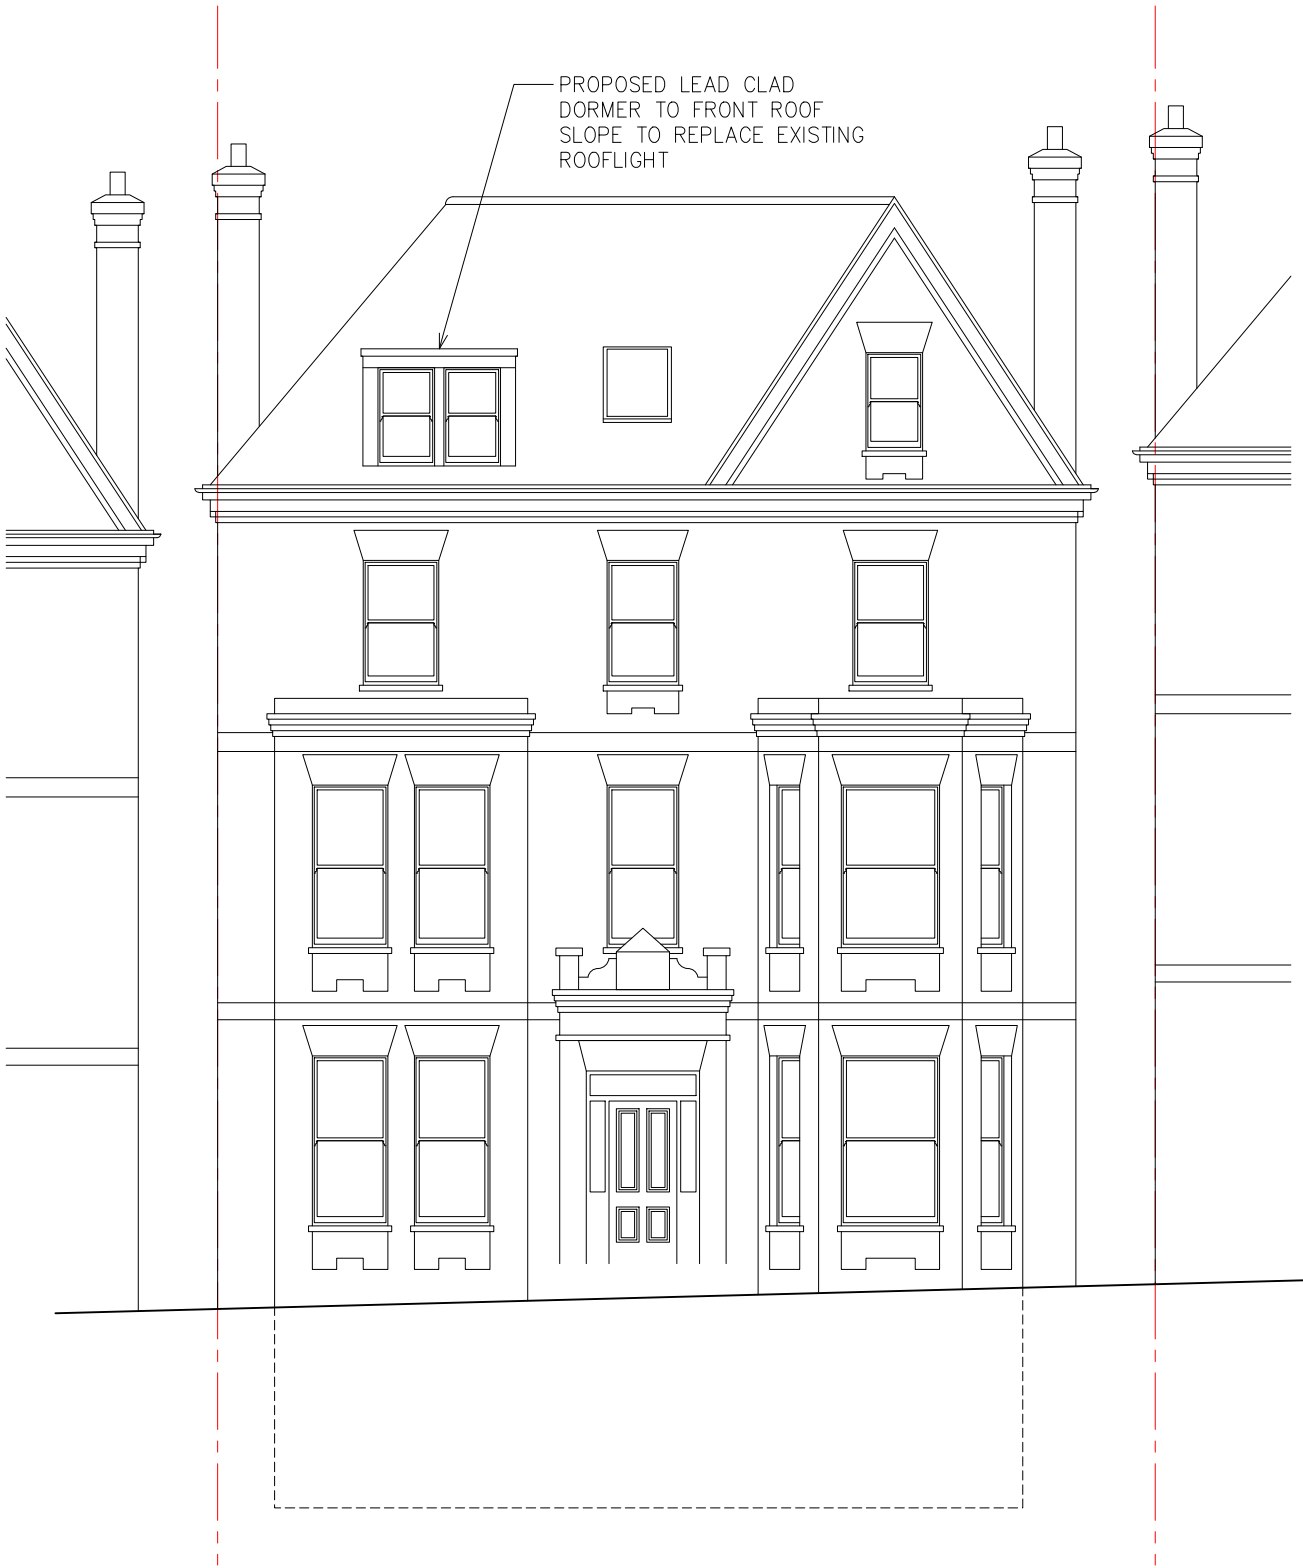 PROPOSED LEAD CLAD
DORMER TO FRONT ROOF
SLOPE TO REPLACE EXISTING
ROOFLIGHT